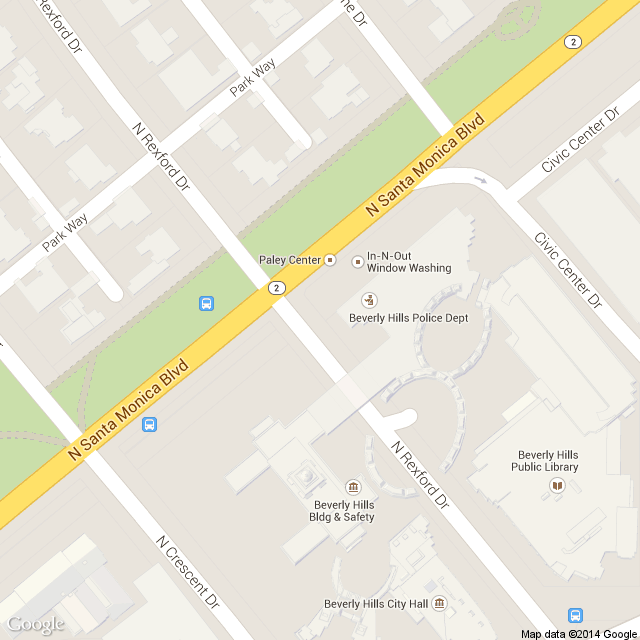 Rexford Dr
ne Dr
2
Park Way
N Santa Monica Blvd
Civic Center Dr
N Rexford Dr
Park Way
Paley Center
In-N-Out
Window Washing
Civic Center Dr
2
Beverly Hills Police Dept
N Santa Monica Blvd
N Rexford Dr
Beverly Hills
Public Library
Beverly Hills
Bldg & Safety
N Crescent Dr
Beverly Hills City Hall
Google
Map data ©2014 Google